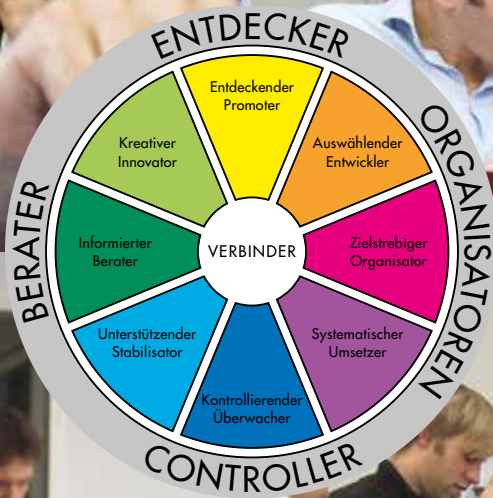 ENTDECKER
Entdeckender
Promoter
Kreativer
Innovator
Auswählender
Entwickler
ORGANISATOREN
BERATER
Informierter
Berater
VERBINDER
Zielstrebiger
Organisator
Unterstützender
Stabilisator
Systematischer
Umsetzer
Kontrollierender
Überwacher
CONTROLLER